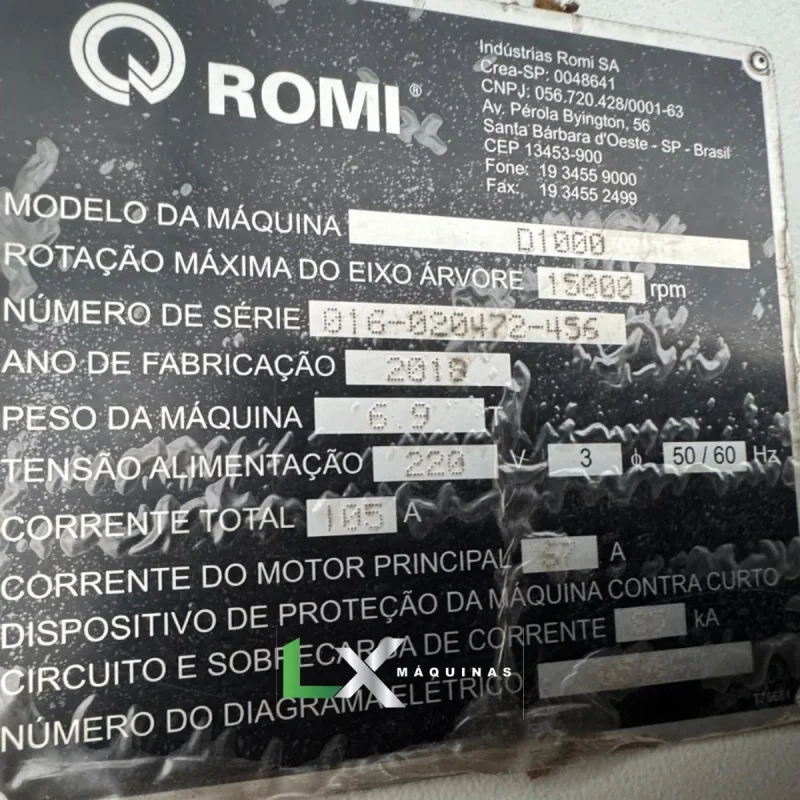 ROMI®
Indústrias Romi SA
Crea-SP: 0048641
CNPJ: 056.720.428/0001-63
Av. Pérola Byington, 56
Santa Bárbara d'Oeste - SP - Brasil
CEP 13453-900
Fone: 19 3455 9000
Fax: 19 3455 2499
MODELO DA MÁQUINA D1000
ROTAÇÃO MÁXIMA DO EIXO ÁRVORE 15000 rpm
NÚMERO DE SÉRIE 016-020472-456
ANO DE FABRICAÇÃO
PESO DA MÁQUINA 6.9 T
TENSÃO ALIMENTAÇÃO 220 V 3 ϕ 50/60 Hz
CORRENTE TOTAL 105 A
CORRENTE DO MOTOR PRINCIPAL 57 A
DISPOSITIVO DE PROTEÇÃO DA MÁQUINA CONTRA CURTO
CIRCUITO E SOBRECARGA DE CORRENTE kA
NÚMERO DO DIAGRAMA ELÉTRICO
T76681
LX MÁQUINAS